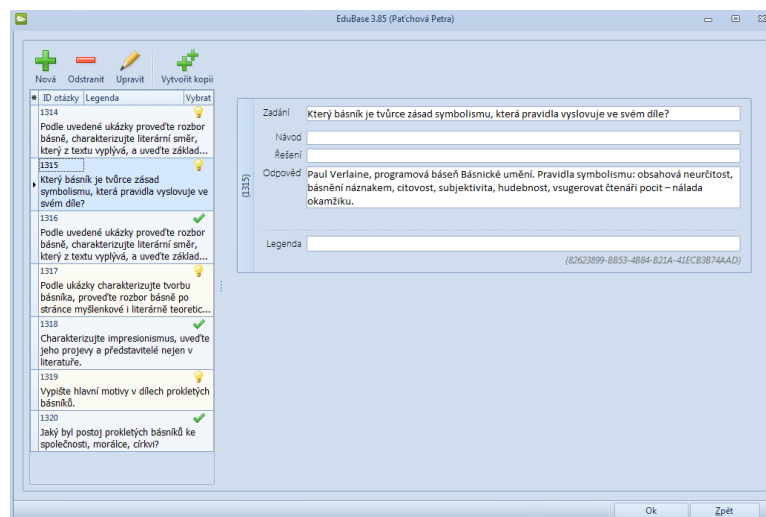 EduBase 3.85 (Paťchová Petra)
Nová Odstranit Upravit Vytvořit kopii
ID otázky Legenda Vybrat
1314
Podle uvedené ukázky proveďte rozbor
básně, charakterizujte literární směr,
který z textu vyplývá, a uveďte základ...
1315
Který básník je tvůrce zásad
symbolismu, která pravidla vyslovuje ve
svém díle?
1316
Podle uvedené ukázky proveďte rozbor
básně, charakterizujte literární směr,
který z textu vyplývá, a uveďte základ...
1317
Podle ukázky charakterizujte tvorbu
básníka, proveďte rozbor básně po
stránce myšlenkové i literárně teoretic...
1318
Charakterizujte impresionismus, uveďte
jeho projevy a představitelé nejen v
literatuře.
1319
Vypište hlavní motivy v dílech prokletých
básníků.
1320
Jaký byl postoj prokletých básníků ke
společnosti, morálce, církvi?
(1315)
Zadání Který básník je tvůrce zásad symbolismu, která pravidla vyslovuje ve svém díle?
Návod
Řešení
Odpověď Paul Verlaine, programová báseň Básnické umění. Pravidla symbolismu: obsahová neurčitost,
básnění náznakem, citovost, subjektivita, hudebnost, vsugerovat čtenáři pocit – nálada
okamžiku.
Legenda
(82623899-BB53-4B84-B21A-41ECB3B74AAD)
Ok Zpět